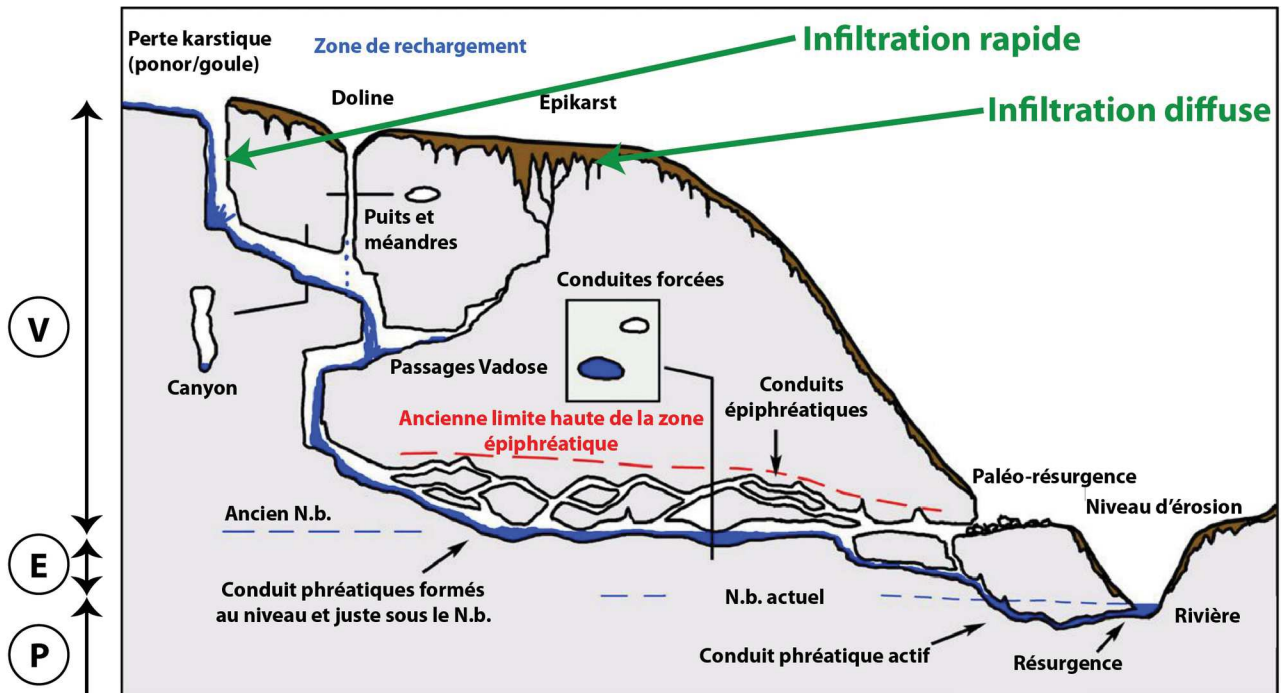 Perte karstique
(ponor/goule)
Zone de rechargement
Infiltration rapide
Doline
Epikarst
Infiltration diffuse
Puits et
méandres
Conduites forcées
V
Canyon
Passages Vadose
Conduits
épiphréatiques
Ancienne limite haute de la zone
épiphréatique
Paléo-résurgence
Niveau d'érosion
Ancien N.b.
E
Conduit phréatiques formés
au niveau et juste sous le N.b.
N.b. actuel
Rivière
P
Conduit phréatique actif
Résurgence